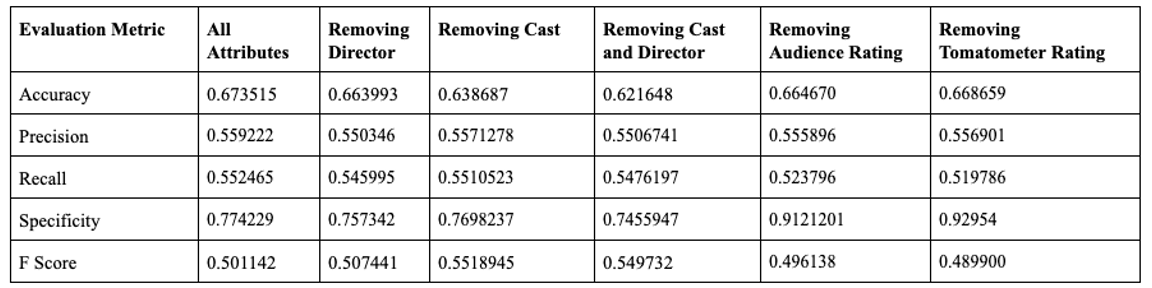 Evaluation Metric All Attributes Removing Director Removing Cast Removing Cast and Director Removing Audience Rating Removing Tomatometer Rating
Accuracy 0.673515 0.663993 0.638687 0.621648 0.664670 0.668659
Precision 0.559222 0.550346 0.5571278 0.5506741 0.555896 0.556901
Recall 0.552465 0.545995 0.5510523 0.5476197 0.523796 0.519786
Specificity 0.774229 0.757342 0.7698237 0.7455947 0.9121201 0.92954
F Score 0.501142 0.507441 0.5518945 0.549732 0.496138 0.489900